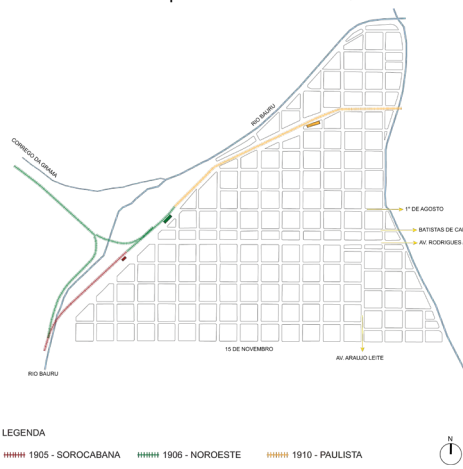 RIO BAURU
CORREGO DA GRAMA
1º DE AGOSTO
BATISTAS DE CA
AV. RODRIGUES
15 DE NOVEMBRO
AV. ARAUJO LEITE
RIO BAURU
LEGENDA
1905 - SOROCABANA 1906 - NOROESTE 1910 - PAULISTA
N